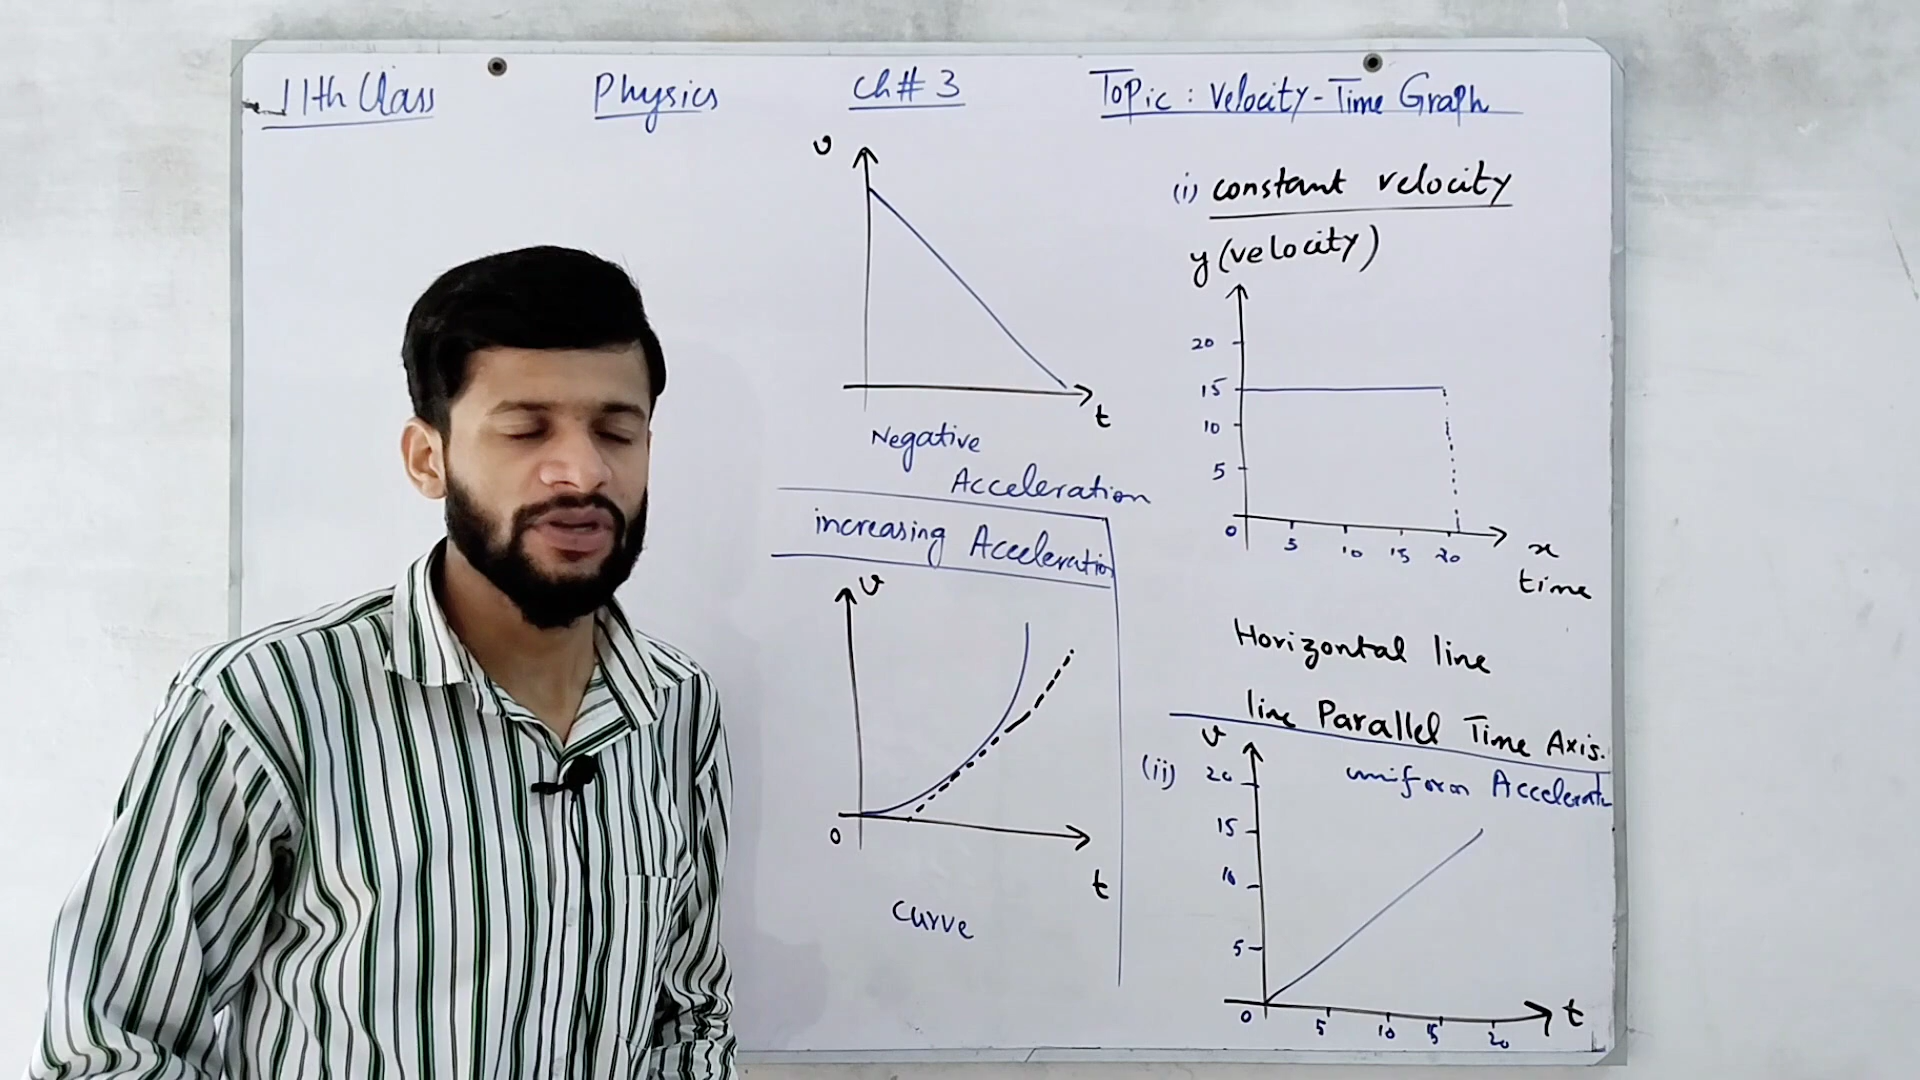 11th Class Physics Ch# 3 Topic: Velocity-Time Graph
v
t
Negative
Acceleration
increasing Acceleration
v
0
t
curve
(i) constant velocity
y (velocity)
20
15
10
5
0 5 10 15 20 x
time
Horizontal line
line Parallel Time Axis.
v
(ii) 20 uniform Accelerati
15
10
5
0 5 10 15 20 t